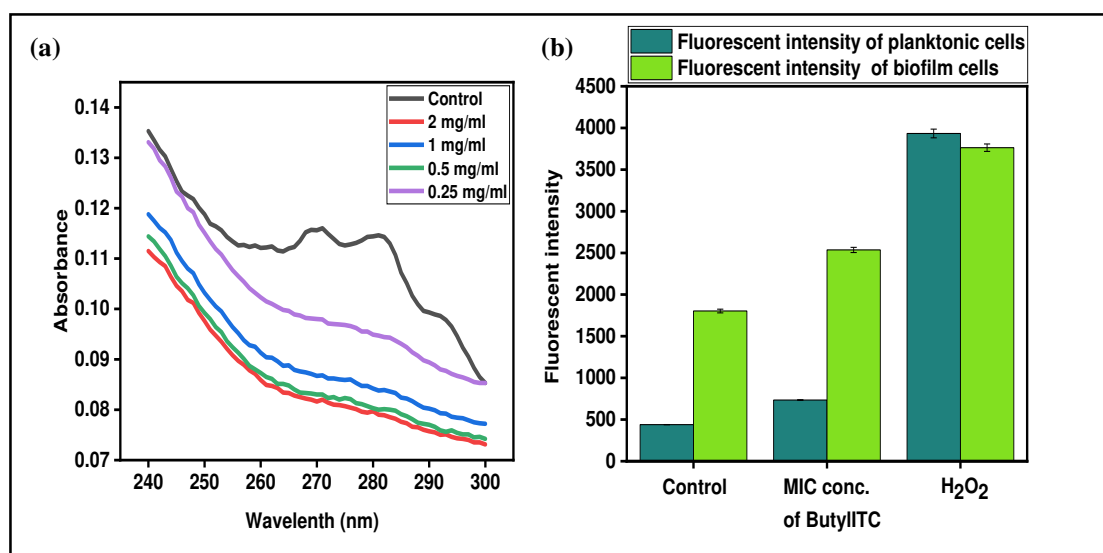 (a)
0.14
0.13
0.12
0.11
0.10
0.09
0.08
0.07
Absorbance
240 250 260 270 280 290 300
Wavelenth (nm)
Control
2 mg/ml
1 mg/ml
0.5 mg/ml
0.25 mg/ml
(b)
Fluorescent intensity of planktonic cells
Fluorescent intensity of biofilm cells
4500
4000
3500
3000
2500
2000
1500
1000
500
0
Fluorescent intensity
Control MIC conc. H₂O₂
of ButylITC